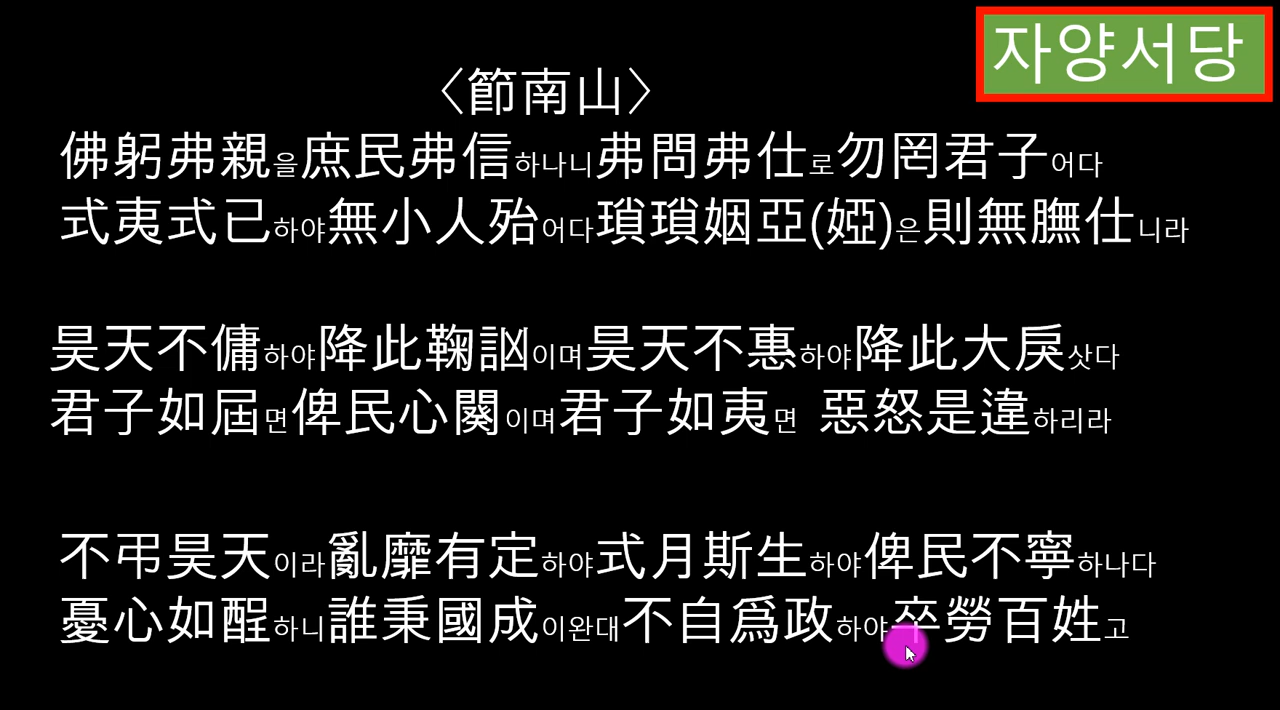 자양서당
〈節南山〉
佛躬弗親을庶民弗信하나니弗問弗仕로勿罔君子어다
式夷式已하야無小人殆어다瑣瑣姻亞(婭)은則無膴仕니라
昊天不傭하야降此鞠訩이며昊天不惠하야降此大戾삿다
君子如屆면俾民心闋이며君子如夷면 惡怒是違하리라
不弔昊天이라亂靡有定하야式月斯生하야俾民不寧하나다
憂心如酲하니誰秉國成이완대不自爲政하야卒勞百姓고